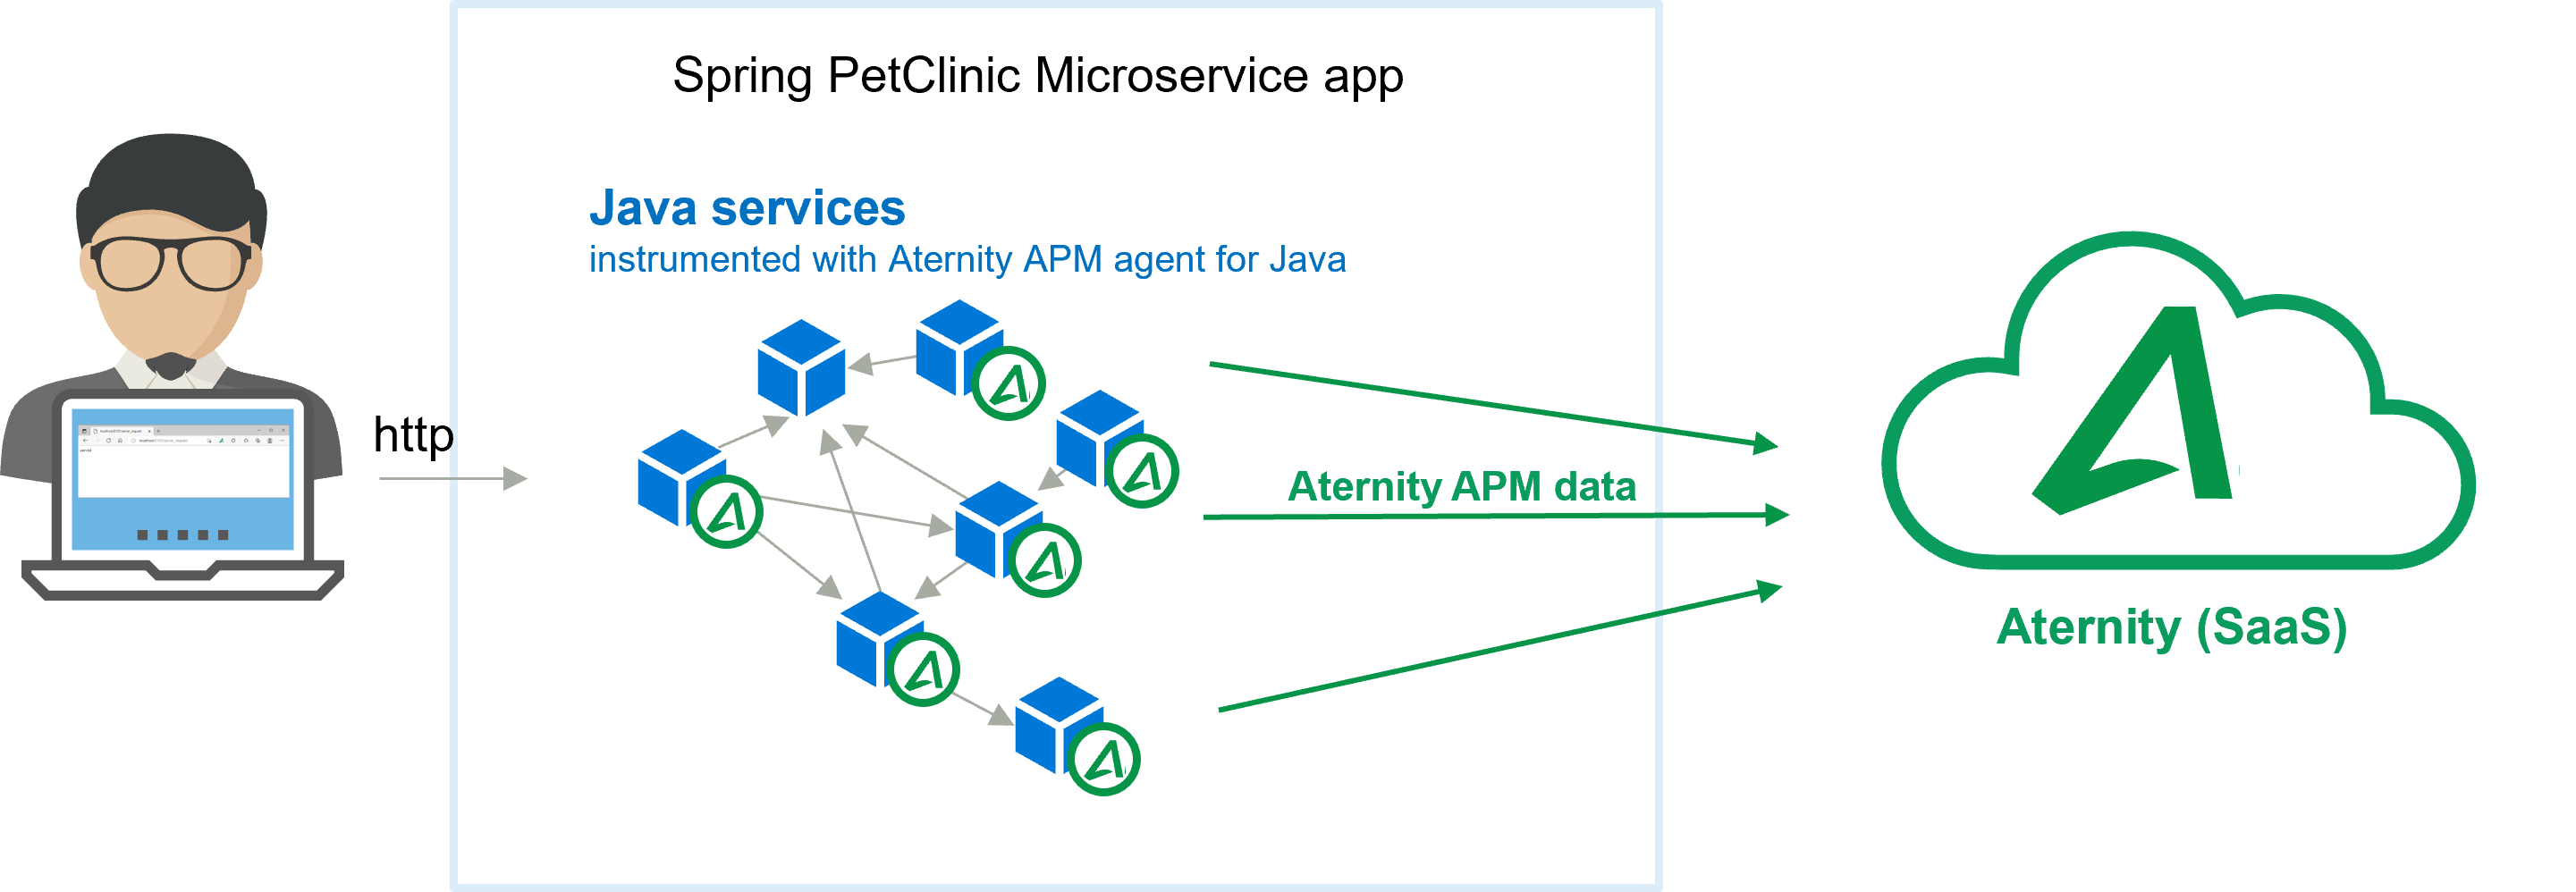 Spring PetClinic Microservice app
Java services
instrumented with Aternity APM agent for Java
http
Aternity APM data
Aternity (SaaS)